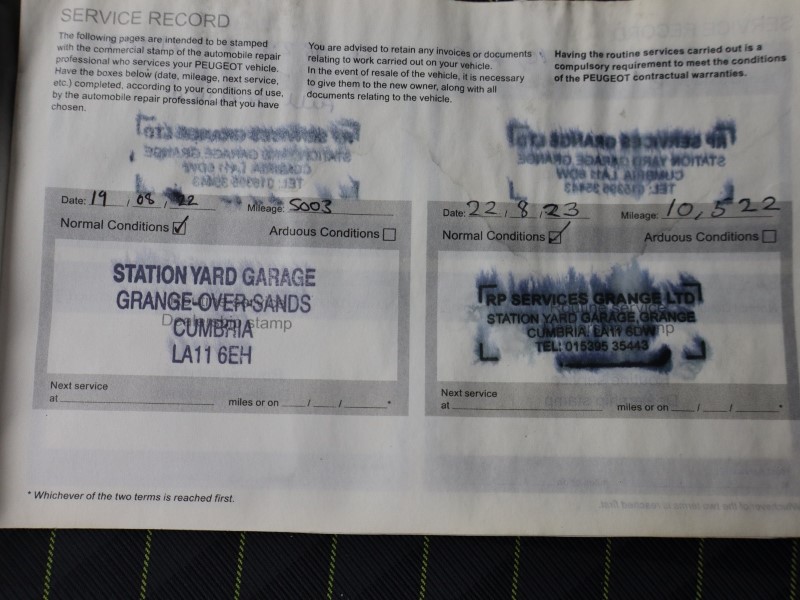 SERVICE RECORD
The following pages are intended to be stamped
with the commercial stamp of the automobile repair
professional who services your PEUGEOT vehicle.
Have the boxes below (date, mileage, next service,
etc.) completed, according to your conditions of use,
by the automobile repair professional that you have
chosen.
You are advised to retain any invoices or documents
relating to work carried out on your vehicle.
In the event of resale of the vehicle, it is necessary
to give them to the new owner, along with all
documents relating to the vehicle.
Having the routine services carried out is a
compulsory requirement to meet the conditions
of the PEUGEOT contractual warranties.
Date: 19 / 08 / 22 Mileage: 5003
Normal Conditions ☑ Arduous Conditions ☐
STATION YARD GARAGE
GRANGE-OVER-SANDS
CUMBRIA
stamp
LA11 6EH
Next service
at miles or on / / *
Date: 22 / 8 / 23 Mileage: 10,522
Normal Conditions ☑ Arduous Conditions ☐
RP SERVICES GRANGE LTD
STATION YARD GARAGE, GRANGE
CUMBRIA LA11 6DW
TEL: 015395 35443
Next service
at miles or on / / *
* Whichever of the two terms is reached first.